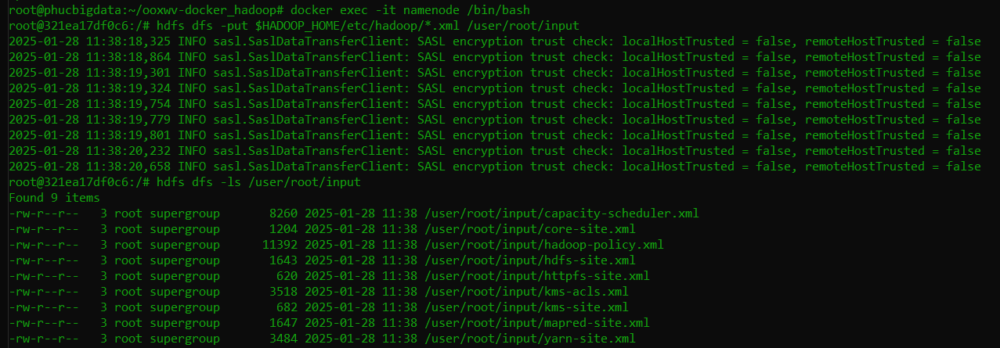 root@phucbigdata:~/ooxwv-docker_hadoop# docker exec -it namenode /bin/bash
root@321ea17df0c6:/# hdfs dfs -put $HADOOP_HOME/etc/hadoop/*.xml /user/root/input
2025-01-28 11:38:18,325 INFO sasl.SaslDataTransferClient: SASL encryption trust check: localHostTrusted = false, remoteHostTrusted = false
2025-01-28 11:38:18,864 INFO sasl.SaslDataTransferClient: SASL encryption trust check: localHostTrusted = false, remoteHostTrusted = false
2025-01-28 11:38:19,301 INFO sasl.SaslDataTransferClient: SASL encryption trust check: localHostTrusted = false, remoteHostTrusted = false
2025-01-28 11:38:19,324 INFO sasl.SaslDataTransferClient: SASL encryption trust check: localHostTrusted = false, remoteHostTrusted = false
2025-01-28 11:38:19,754 INFO sasl.SaslDataTransferClient: SASL encryption trust check: localHostTrusted = false, remoteHostTrusted = false
2025-01-28 11:38:19,779 INFO sasl.SaslDataTransferClient: SASL encryption trust check: localHostTrusted = false, remoteHostTrusted = false
2025-01-28 11:38:19,801 INFO sasl.SaslDataTransferClient: SASL encryption trust check: localHostTrusted = false, remoteHostTrusted = false
2025-01-28 11:38:20,232 INFO sasl.SaslDataTransferClient: SASL encryption trust check: localHostTrusted = false, remoteHostTrusted = false
2025-01-28 11:38:20,658 INFO sasl.SaslDataTransferClient: SASL encryption trust check: localHostTrusted = false, remoteHostTrusted = false
root@321ea17df0c6:/# hdfs dfs -ls /user/root/input
Found 9 items
-rw-r--r--   3 root supergroup       8260 2025-01-28 11:38 /user/root/input/capacity-scheduler.xml
-rw-r--r--   3 root supergroup       1204 2025-01-28 11:38 /user/root/input/core-site.xml
-rw-r--r--   3 root supergroup      11392 2025-01-28 11:38 /user/root/input/hadoop-policy.xml
-rw-r--r--   3 root supergroup       1643 2025-01-28 11:38 /user/root/input/hdfs-site.xml
-rw-r--r--   3 root supergroup        620 2025-01-28 11:38 /user/root/input/httpfs-site.xml
-rw-r--r--   3 root supergroup       3518 2025-01-28 11:38 /user/root/input/kms-acls.xml
-rw-r--r--   3 root supergroup        682 2025-01-28 11:38 /user/root/input/kms-site.xml
-rw-r--r--   3 root supergroup       1647 2025-01-28 11:38 /user/root/input/mapred-site.xml
-rw-r--r--   3 root supergroup       3484 2025-01-28 11:38 /user/root/input/yarn-site.xml